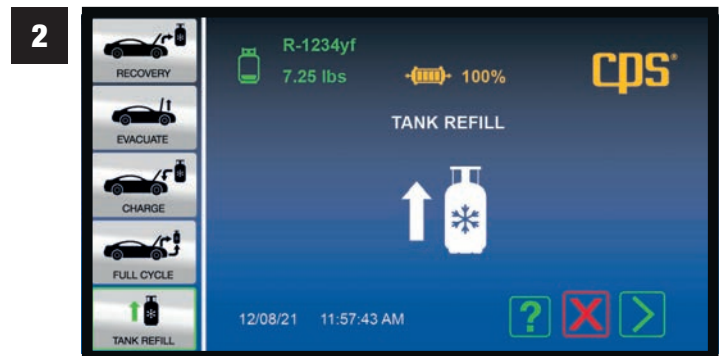 2
RECOVERY
EVACUATE
CHARGE
FULL CYCLE
TANK REFILL
R-1234yf
7.25 lbs
100%
cps®
TANK REFILL
12/08/21 11:57:43 AM
?
X
>